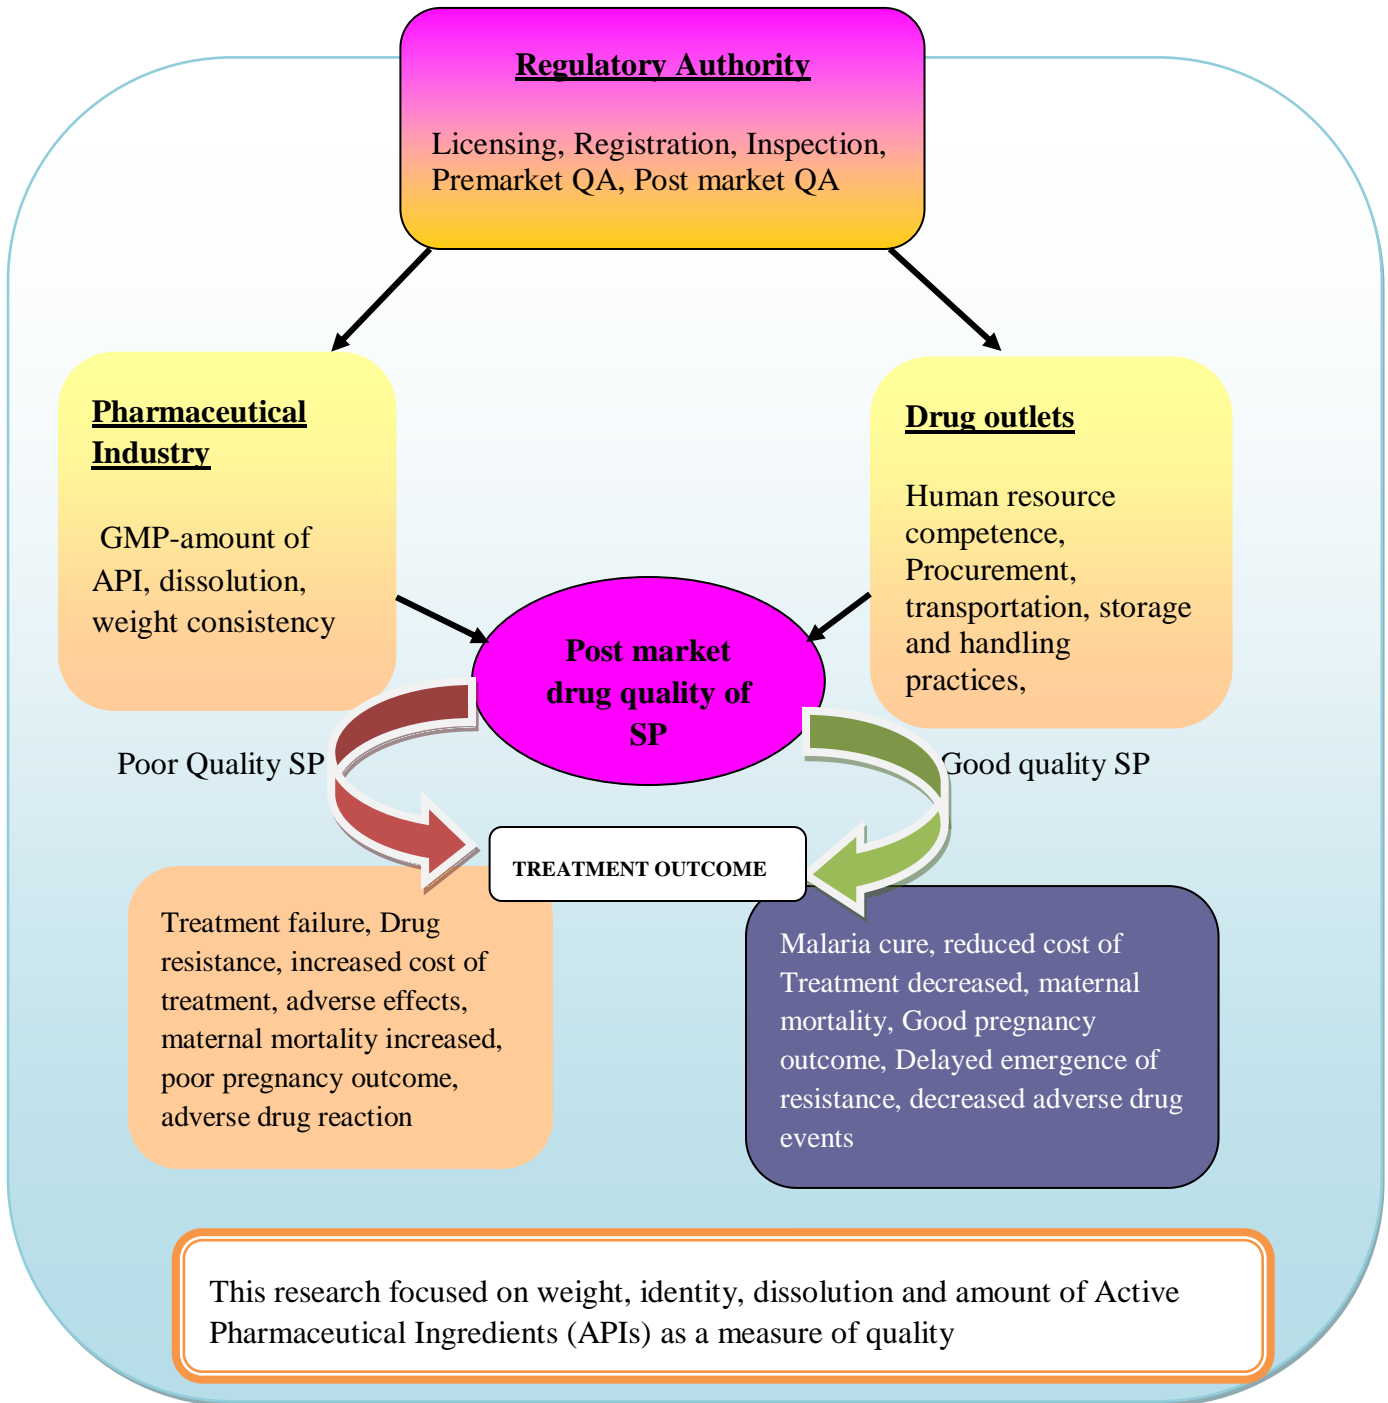 Regulatory Authority
Licensing, Registration, Inspection,
Premarket QA, Post market QA
Pharmaceutical
Industry
GMP-amount of
API, dissolution,
weight consistency
Drug outlets
Human resource
competence,
Procurement,
transportation, storage
and handling
practices,
Post market
drug quality of
SP
Poor Quality SP
Good quality SP
TREATMENT OUTCOME
Treatment failure, Drug
resistance, increased cost of
treatment, adverse effects,
maternal mortality increased,
poor pregnancy outcome,
adverse drug reaction
Malaria cure, reduced cost of
Treatment decreased, maternal
mortality, Good pregnancy
outcome, Delayed emergence of
resistance, decreased adverse drug
events
This research focused on weight, identity, dissolution and amount of Active
Pharmaceutical Ingredients (APIs) as a measure of quality